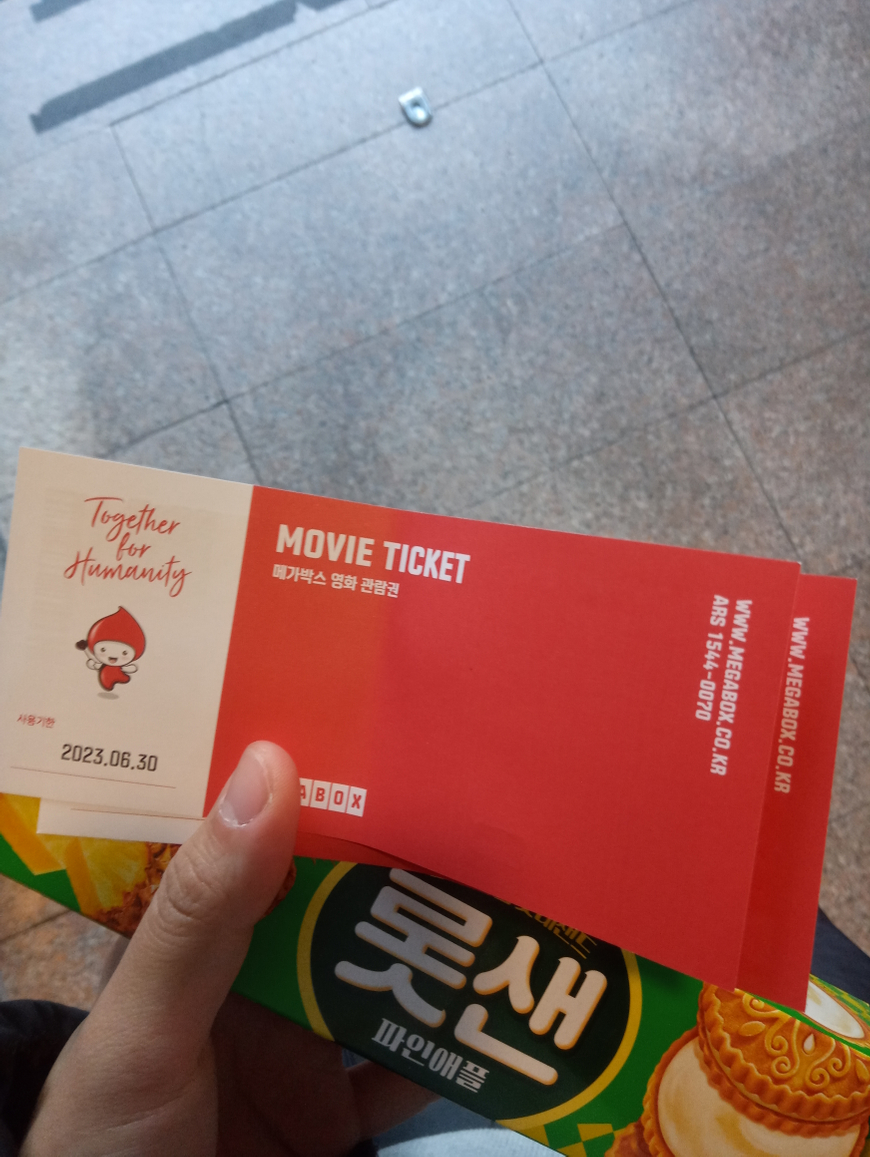 Together
for
Humanity
사용기한
2023.06.30
MOVIE TICKET
메가박스 영화 관람권
ABOX
WWW.MEGABOX.CO.KR
ARS 1544-0070
WWW.MEGABOX.CO.KR
롯샌
파인애플